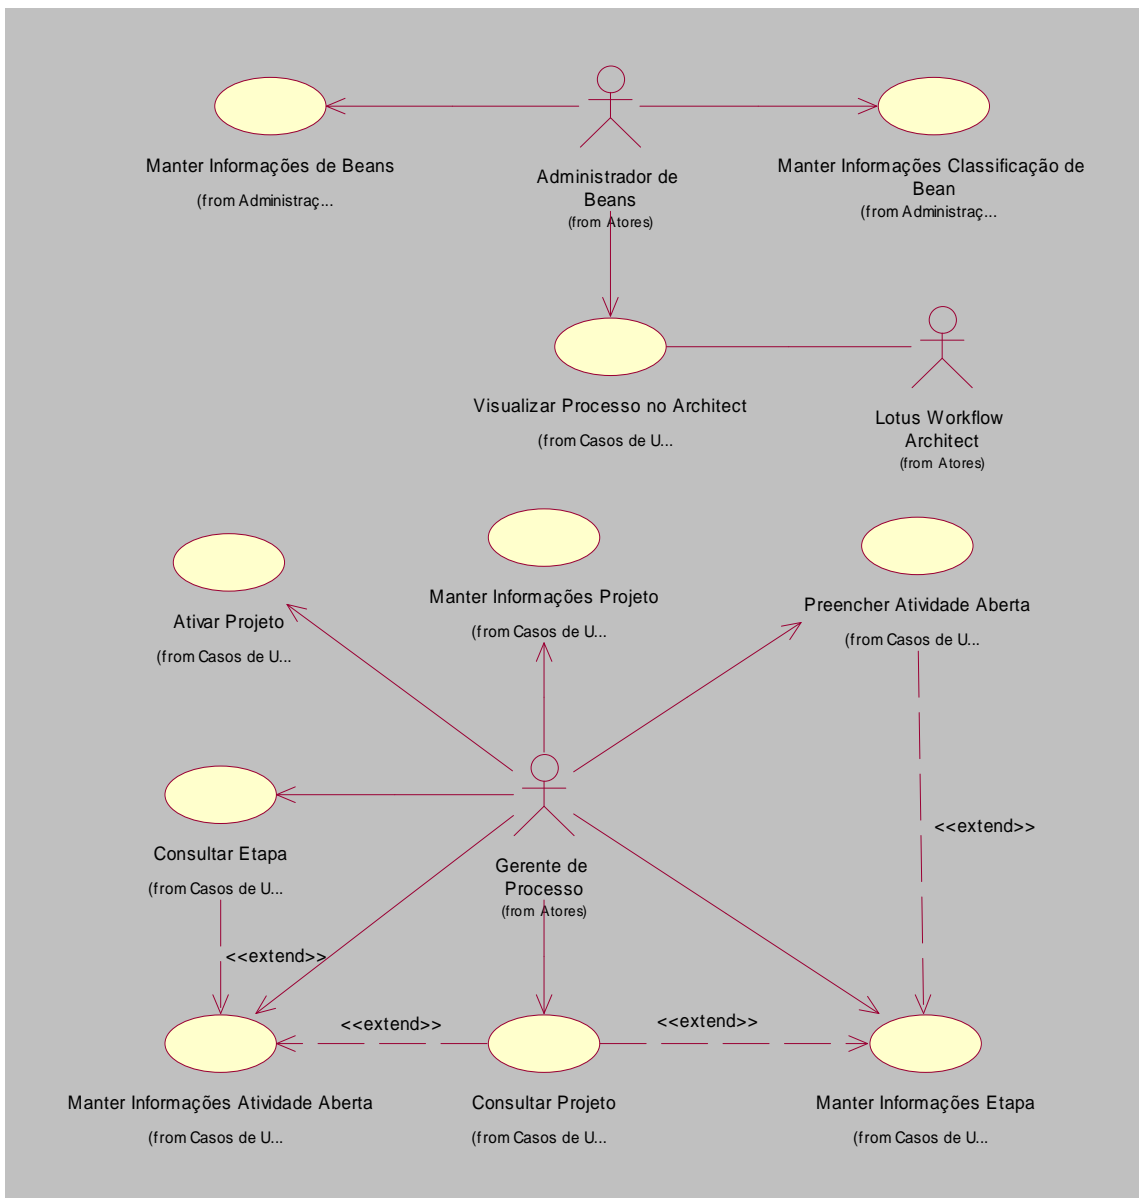 Manter Informações de Beans
(from Administraç...
Administrador de
Beans
(from Atores)
Manter Informações Classificação de
Bean
(from Administraç...
Visualizar Processo no Architect
(from Casos de U...
Lotus Workflow
Architect
(from Atores)
Ativar Projeto
(from Casos de U...
Manter Informações Projeto
(from Casos de U...
Preencher Atividade Aberta
(from Casos de U...
Consultar Etapa
(from Casos de U...
Gerente de
Processo
(from Atores)
<<extend>>
<<extend>>
<<extend>>
<<extend>>
Manter Informações Atividade Aberta
(from Casos de U...
Consultar Projeto
(from Casos de U...
Manter Informações Etapa
(from Casos de U...